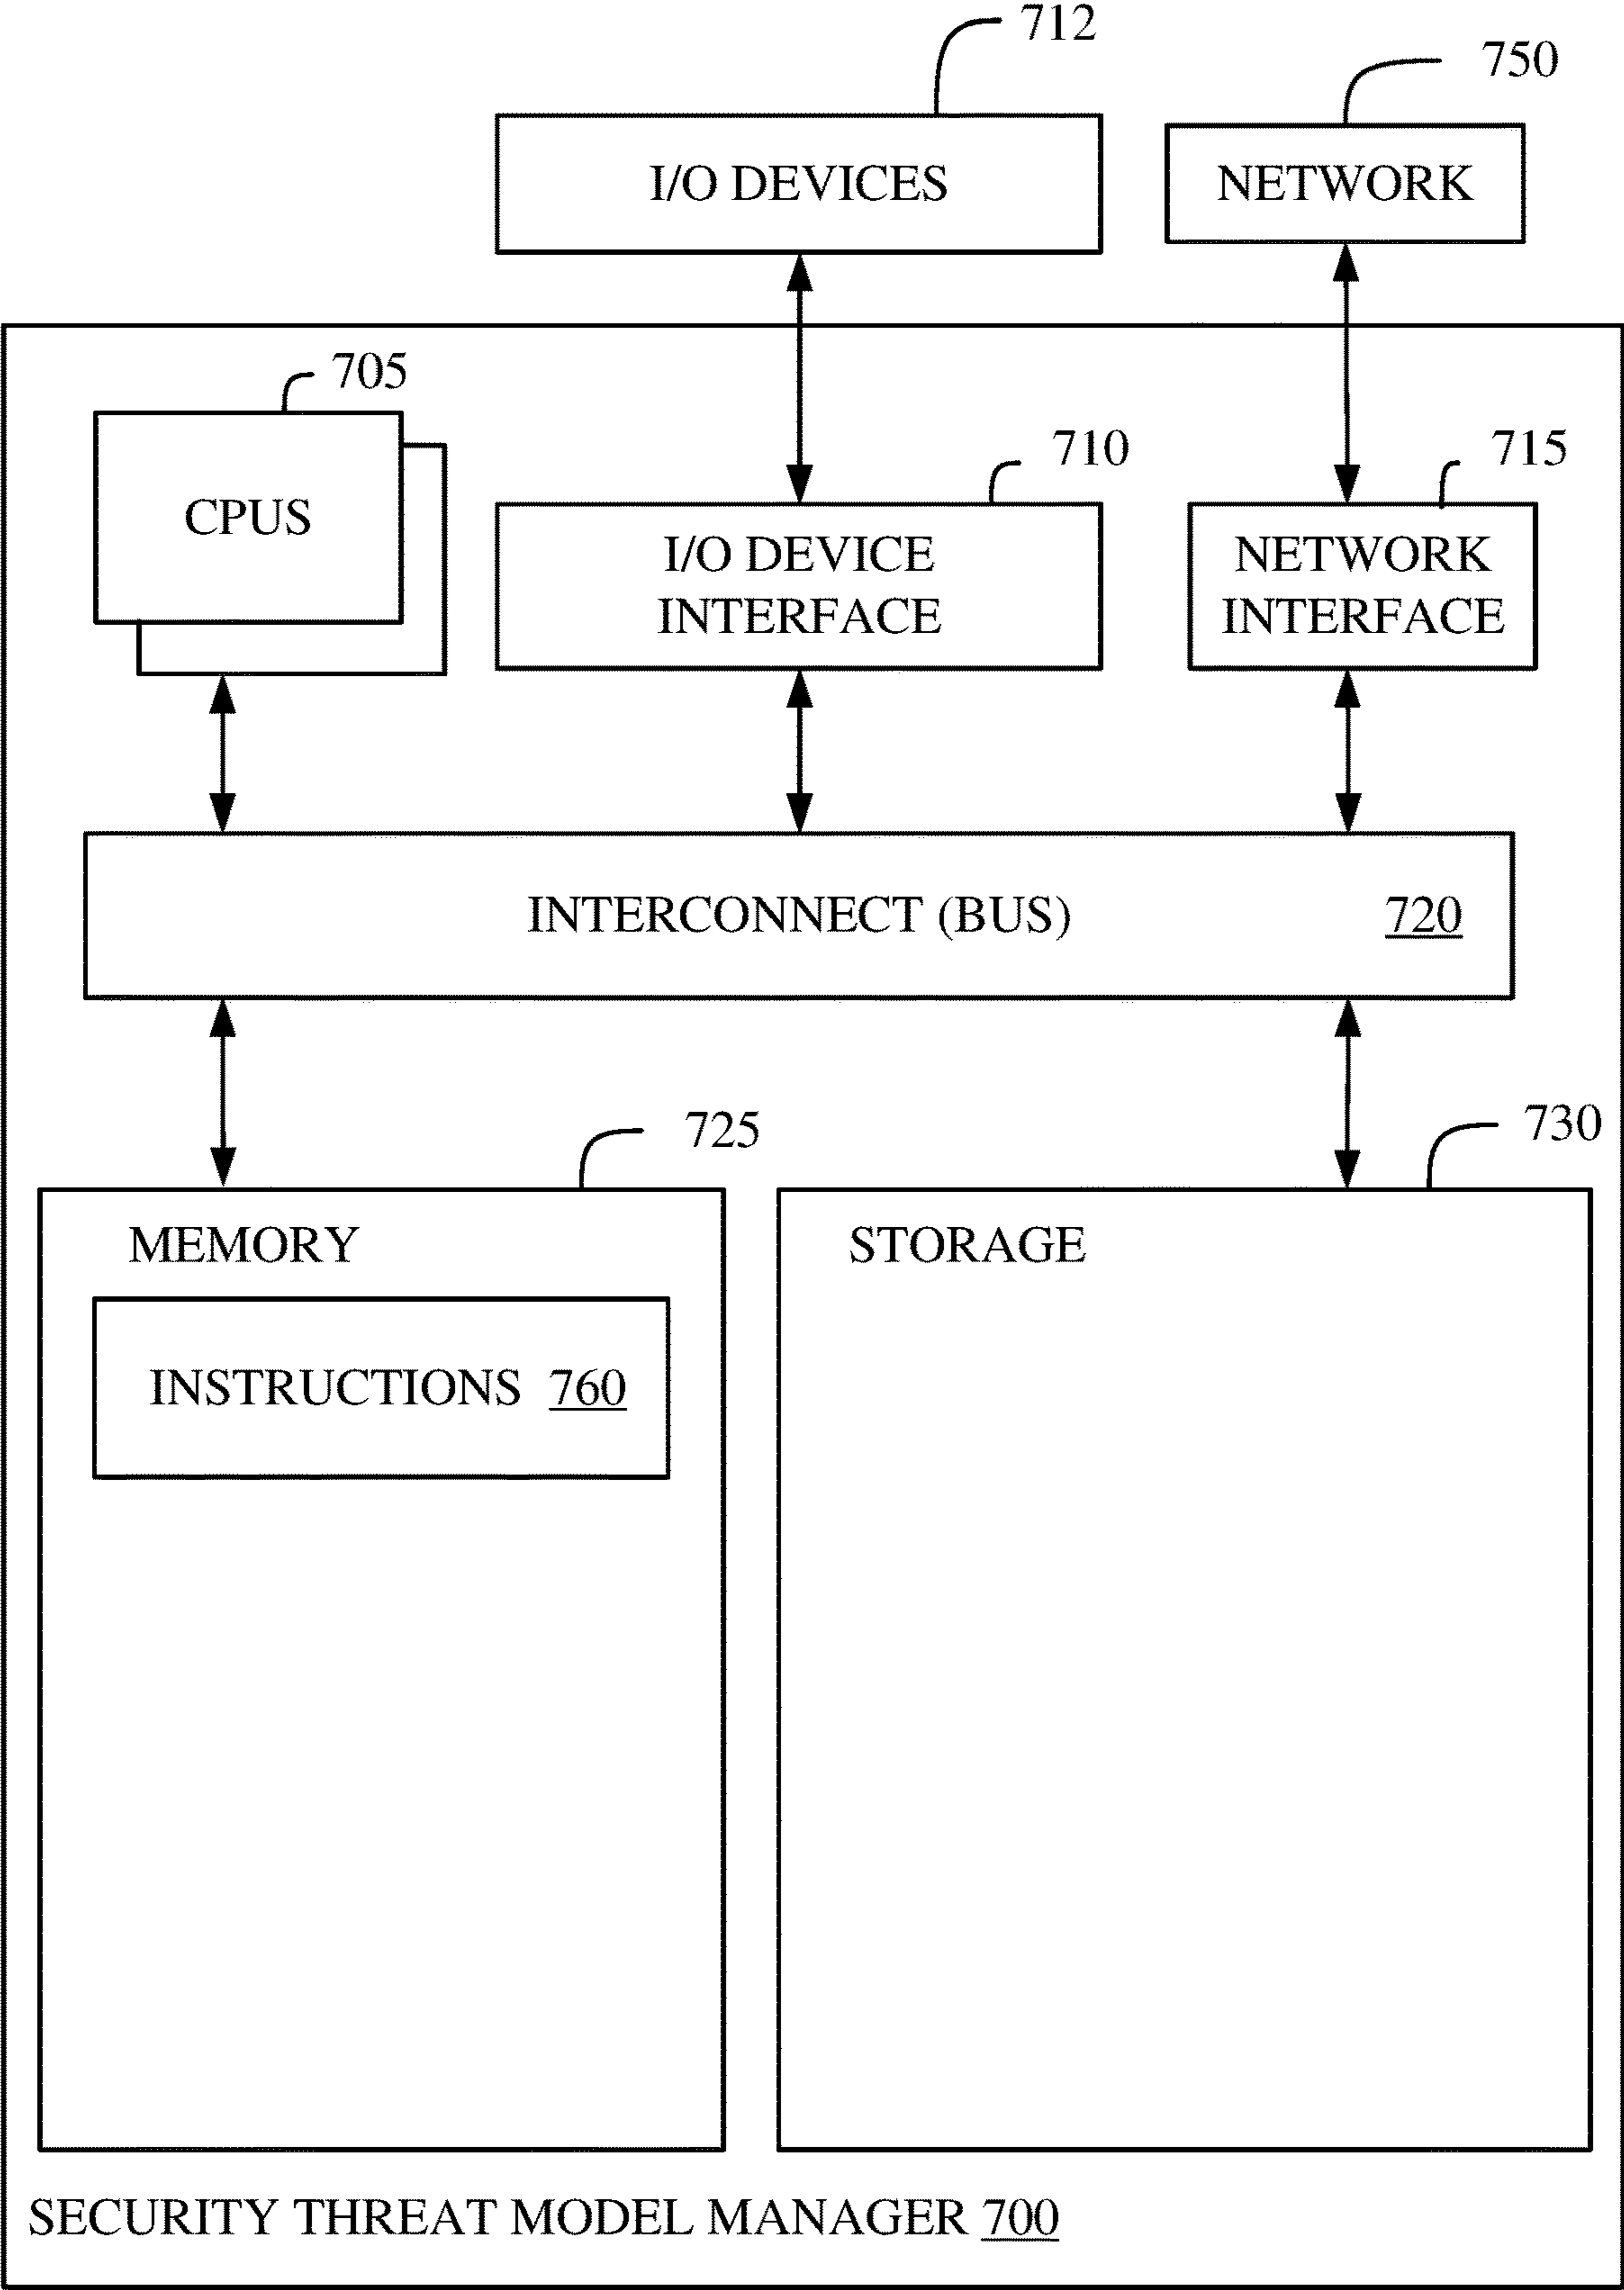 712
750
I/O DEVICES
NETWORK
705
710
715
CPUS
I/O DEVICE
INTERFACE
NETWORK
INTERFACE
INTERCONNECT (BUS) 720
725
730
MEMORY
STORAGE
INSTRUCTIONS 760
SECURITY THREAT MODEL MANAGER 700